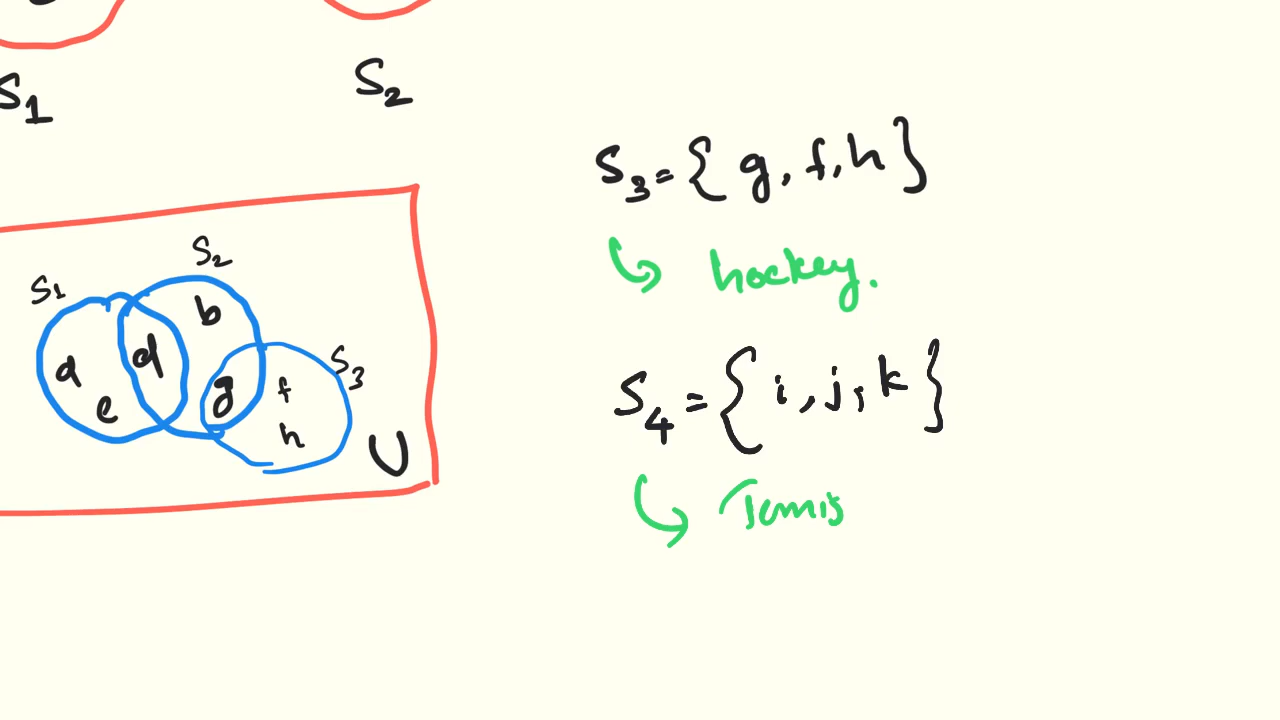 S1
S2
S3 = { g, f, h }
hockey.
S4 = { i, j, k }
Tennis
S1
S2
b
a
d
e
g
S3
f
h
U